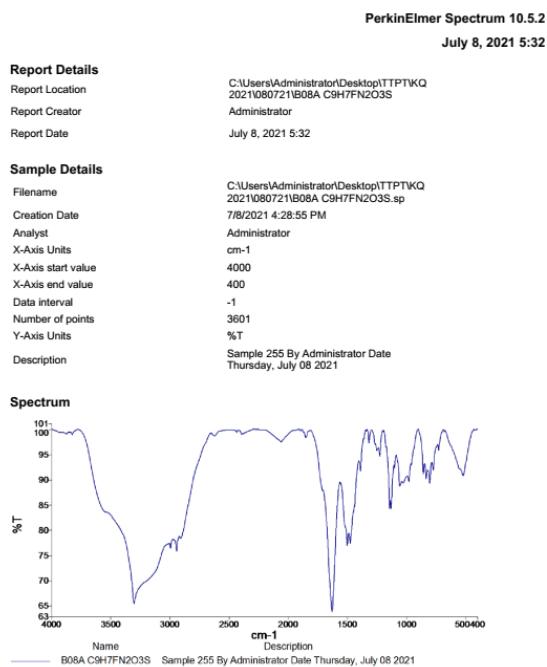 PerkinElmer Spectrum 10.5.2
July 8, 2021 5:32
Report Details
Report Location C:\Users\Administrator\Desktop\TTPT\KQ
2021\080721\B08A C9H7FN2O3S
Report Creator Administrator
Report Date July 8, 2021 5:32
Sample Details
Filename C:\Users\Administrator\Desktop\TTPT\KQ
2021\080721\B08A C9H7FN2O3S.sp
Creation Date 7/8/2021 4:28:55 PM
Analyst Administrator
X-Axis Units cm-1
X-Axis start value 4000
X-Axis end value 400
Data interval -1
Number of points 3601
Y-Axis Units %T
Description Sample 255 By Administrator Date
Thursday, July 08 2021
Spectrum
101
100
95
90
85
80
75
70
65
63
%T
4000 3500 3000 2500 2000 1500 1000 500 400
cm-1
Name Description
B08A C9H7FN2O3S Sample 255 By Administrator Date Thursday, July 08 2021